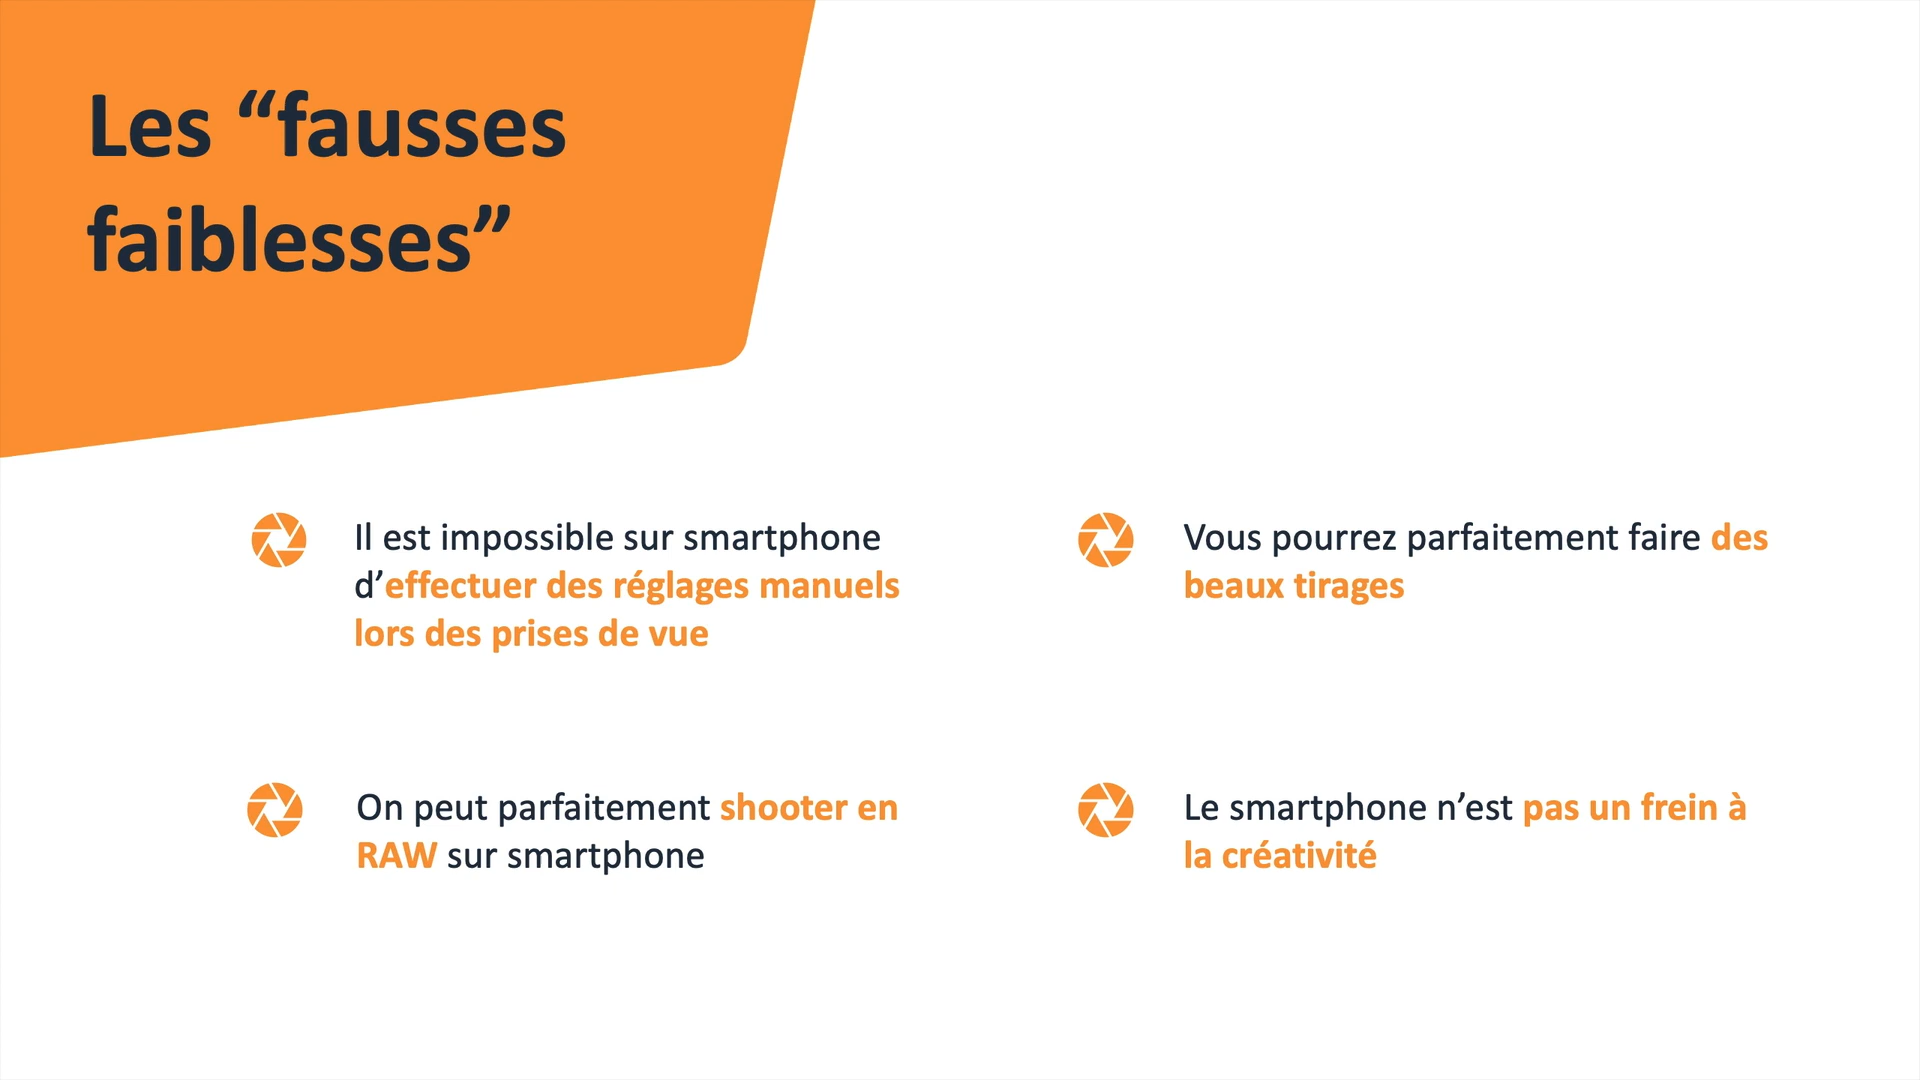 Les “fausses
faiblesses”
Il est impossible sur smartphone
d’effectuer des réglages manuels
lors des prises de vue
Vous pourrez parfaitement faire des
beaux tirages
On peut parfaitement shooter en
RAW sur smartphone
Le smartphone n’est pas un frein à
la créativité